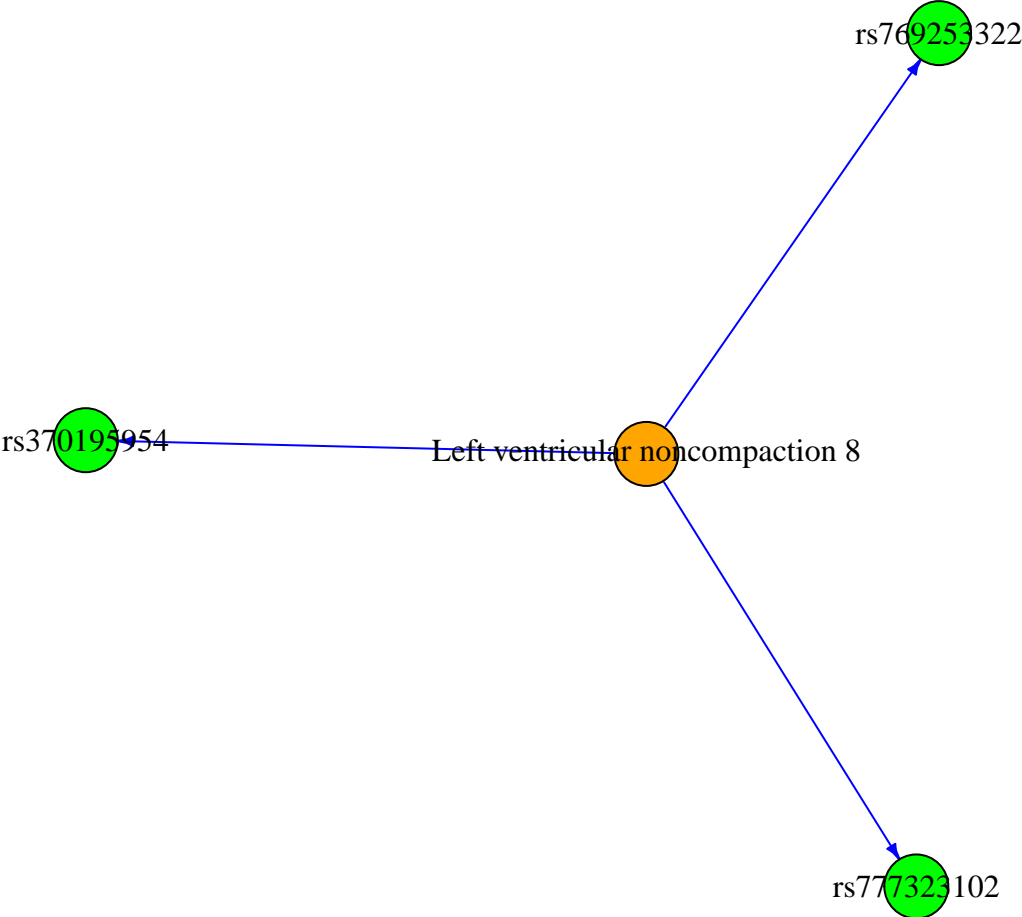 rs769253322
rs370195954
Left ventricular noncompaction 8
rs777323102